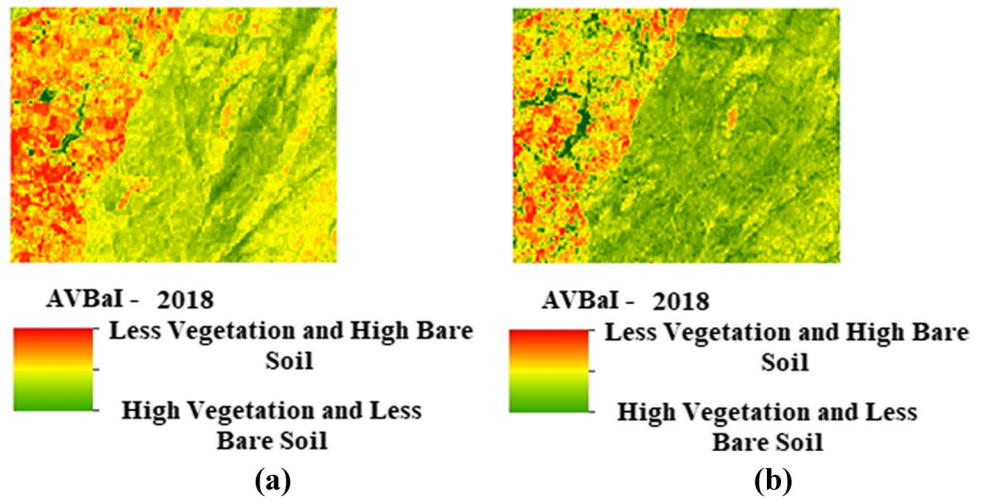 AVBaI - 2018
Less Vegetation and High Bare
Soil
High Vegetation and Less
Bare Soil
(a)
AVBaI - 2018
Less Vegetation and High Bare
Soil
High Vegetation and Less
Bare Soil
(b)